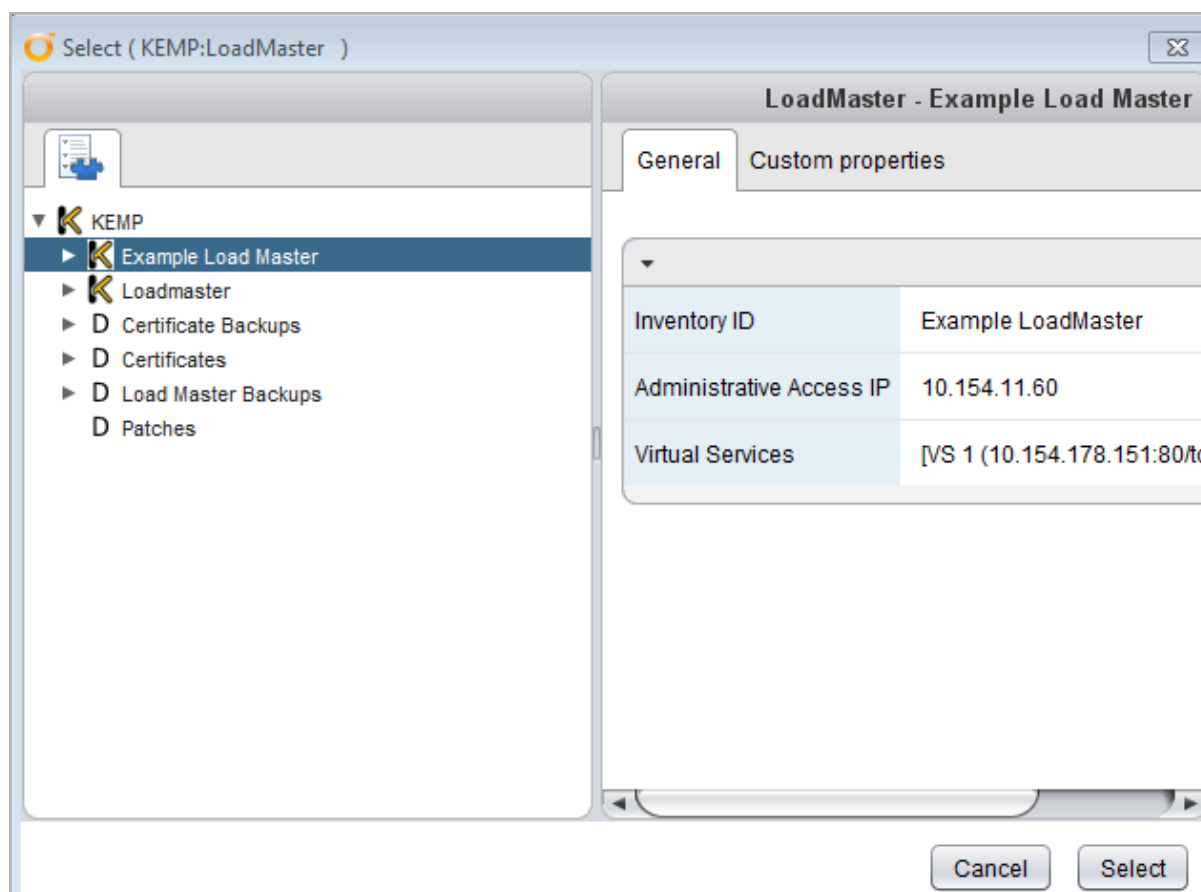 Select ( KEMP:LoadMaster )
LoadMaster - Example Load Master
General Custom properties
KEMP
Example Load Master
Loadmaster
D Certificate Backups
D Certificates
D Load Master Backups
D Patches
Inventory ID Example LoadMaster
Administrative Access IP 10.154.11.60
Virtual Services [VS 1 (10.154.178.151:80/tc
Cancel Select